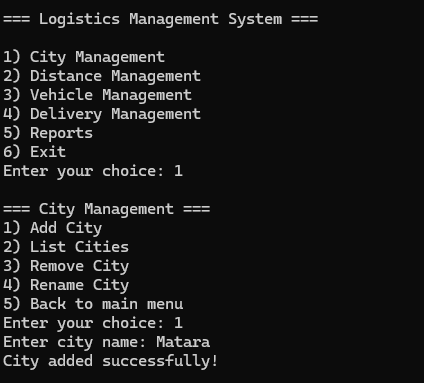 === Logistics Management System ===
1) City Management
2) Distance Management
3) Vehicle Management
4) Delivery Management
5) Reports
6) Exit
Enter your choice: 1
=== City Management ===
1) Add City
2) List Cities
3) Remove City
4) Rename City
5) Back to main menu
Enter your choice: 1
Enter city name: Matara
City added successfully!